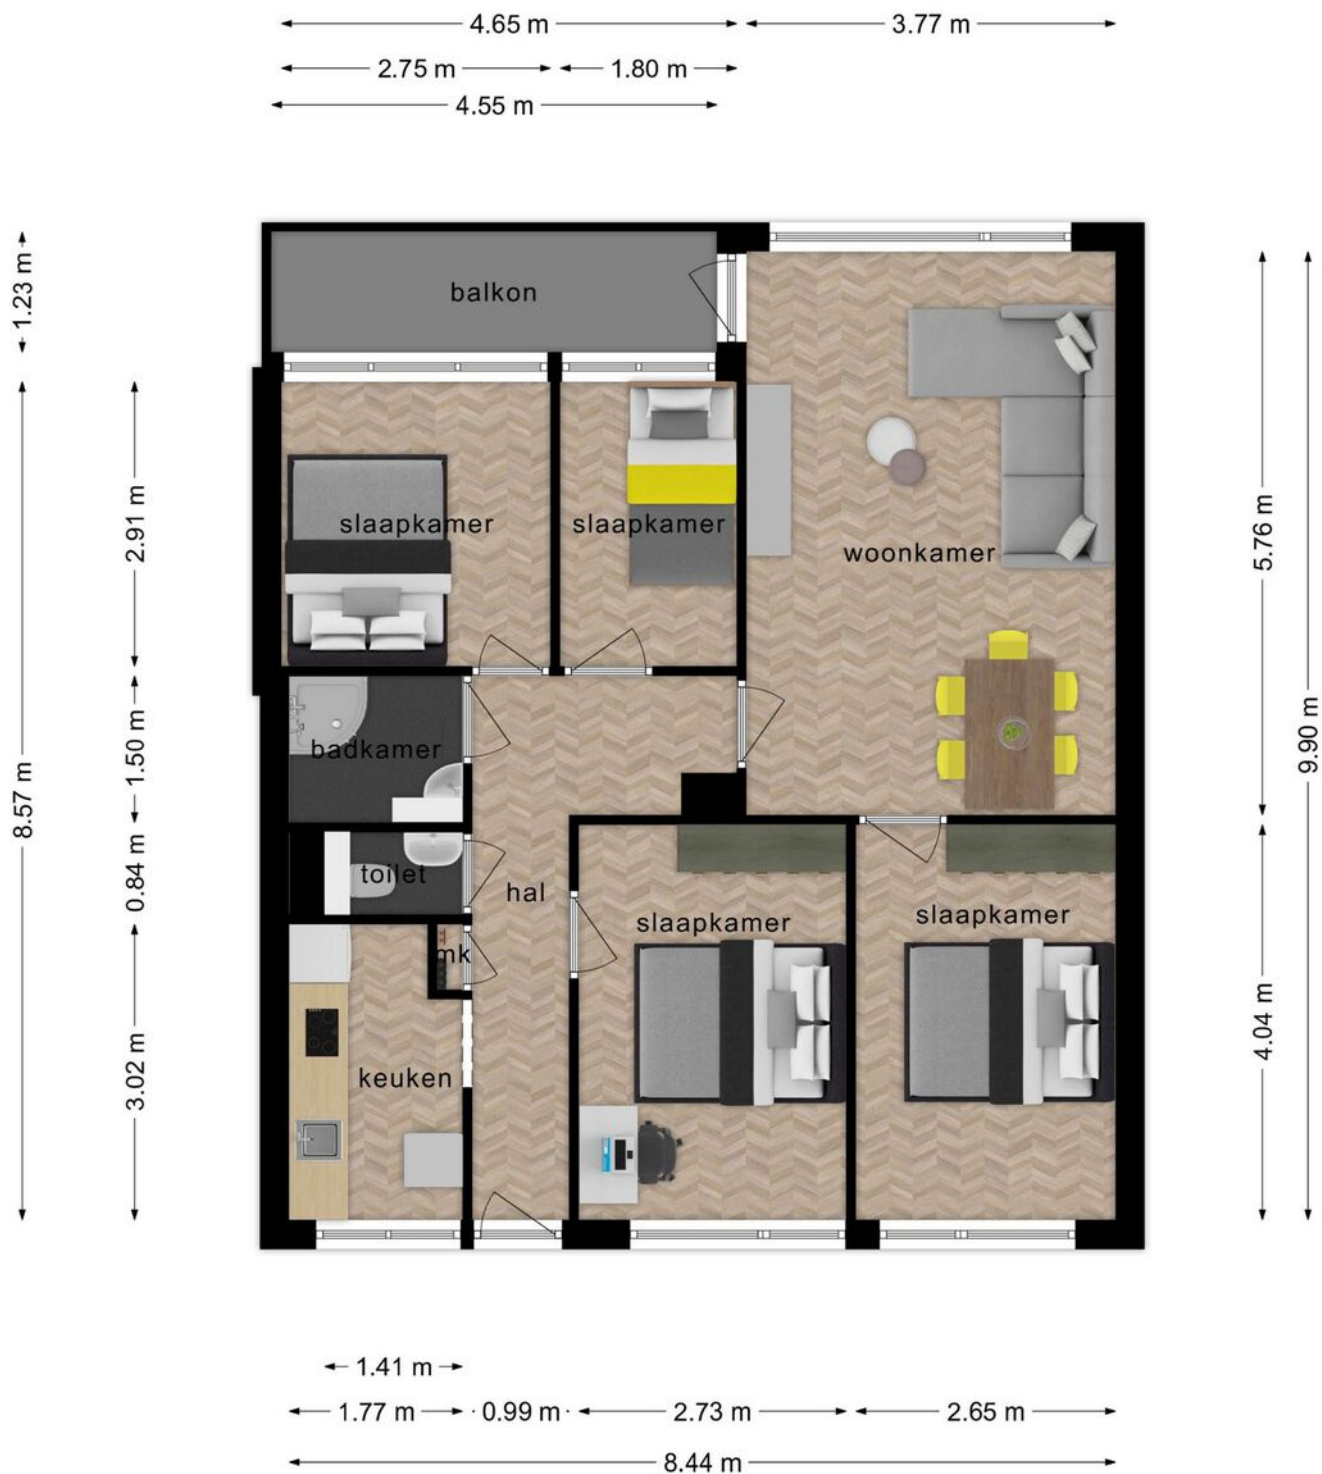 4.65 m
3.77 m
2.75 m
1.80 m
4.55 m
1.23 m
balkon
2.91 m
slaapkamer
slaapkamer
woonkamer
5.76 m
8.57 m
1.50 m
badkamer
9.90 m
0.84 m
toilet
hal
mk
slaapkamer
slaapkamer
3.02 m
keuken
4.04 m
1.41 m
1.77 m
0.99 m
2.73 m
2.65 m
8.44 m